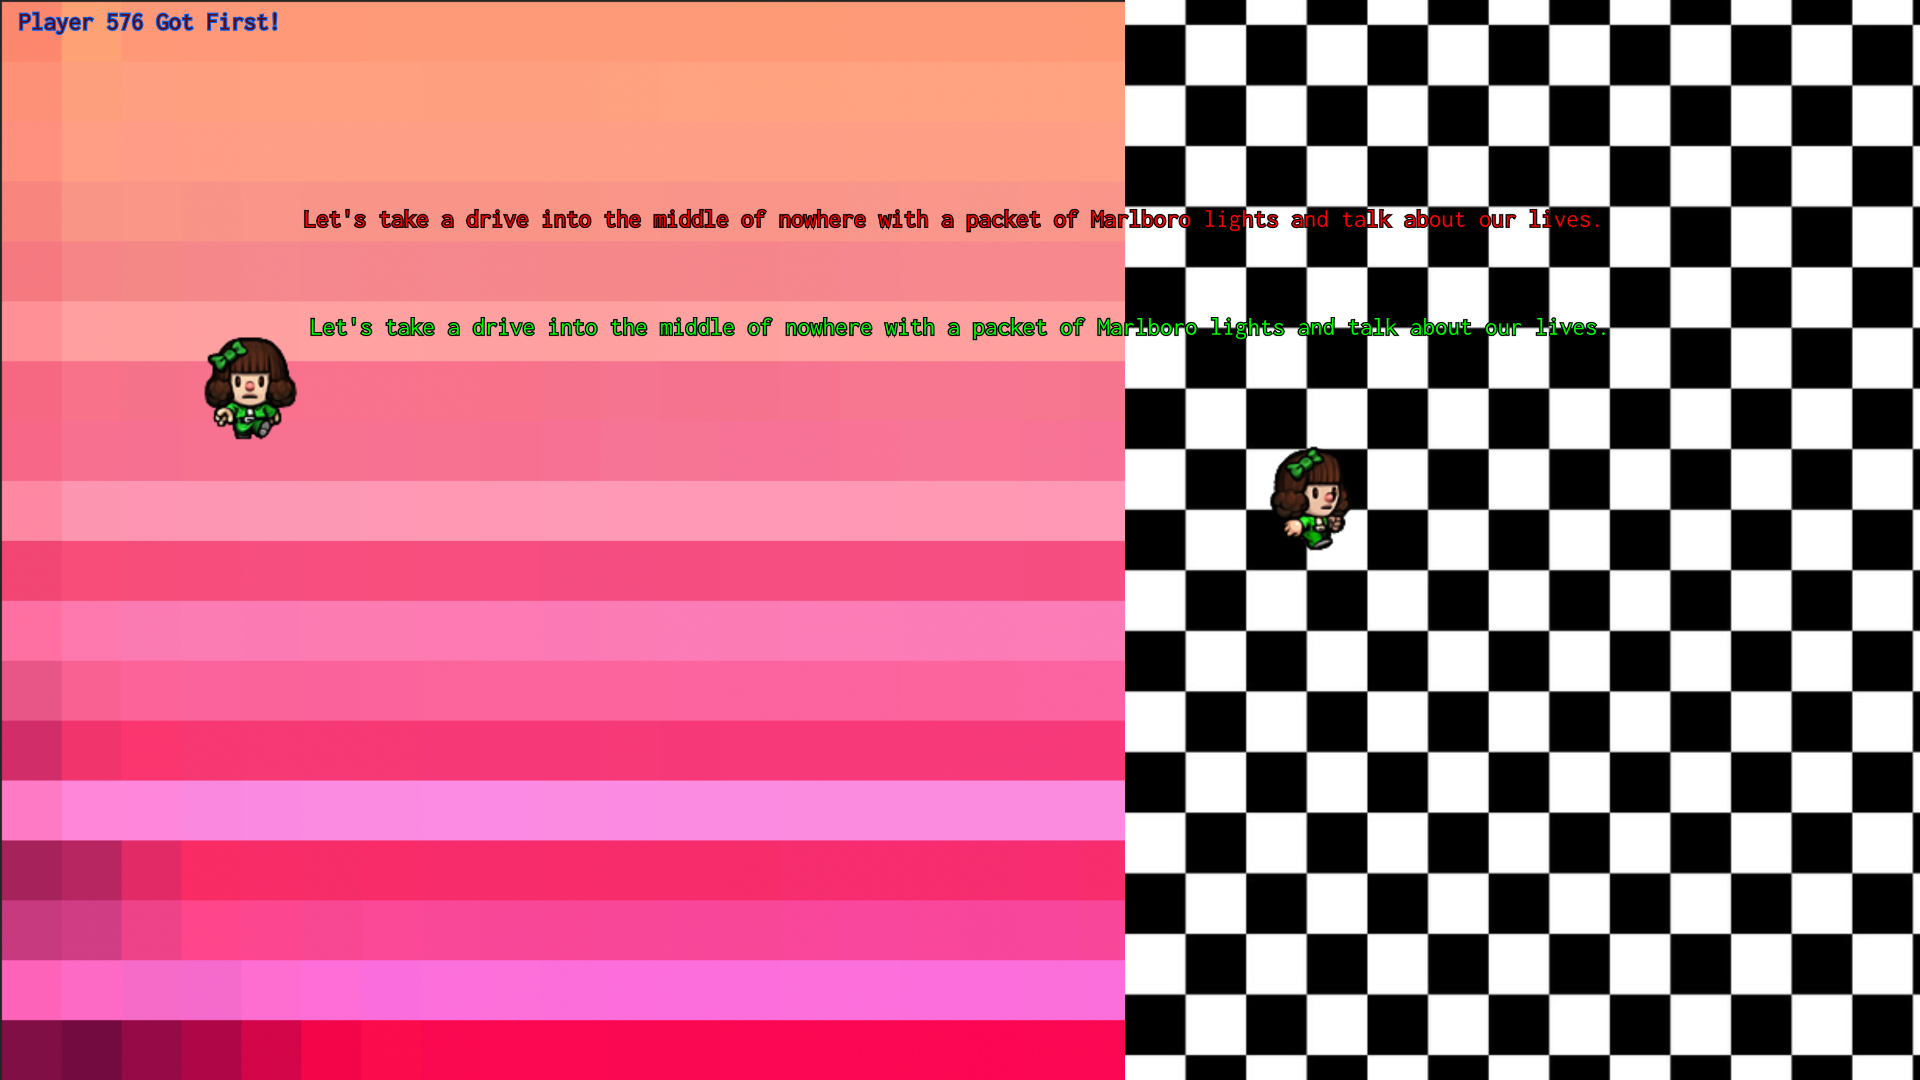 Player 576 Got First!
Let's take a drive into the middle of nowhere with a packet of Marlboro lights and talk about our lives.
Let's take a drive into the middle of nowhere with a packet of Marlboro lights and talk about our lives.